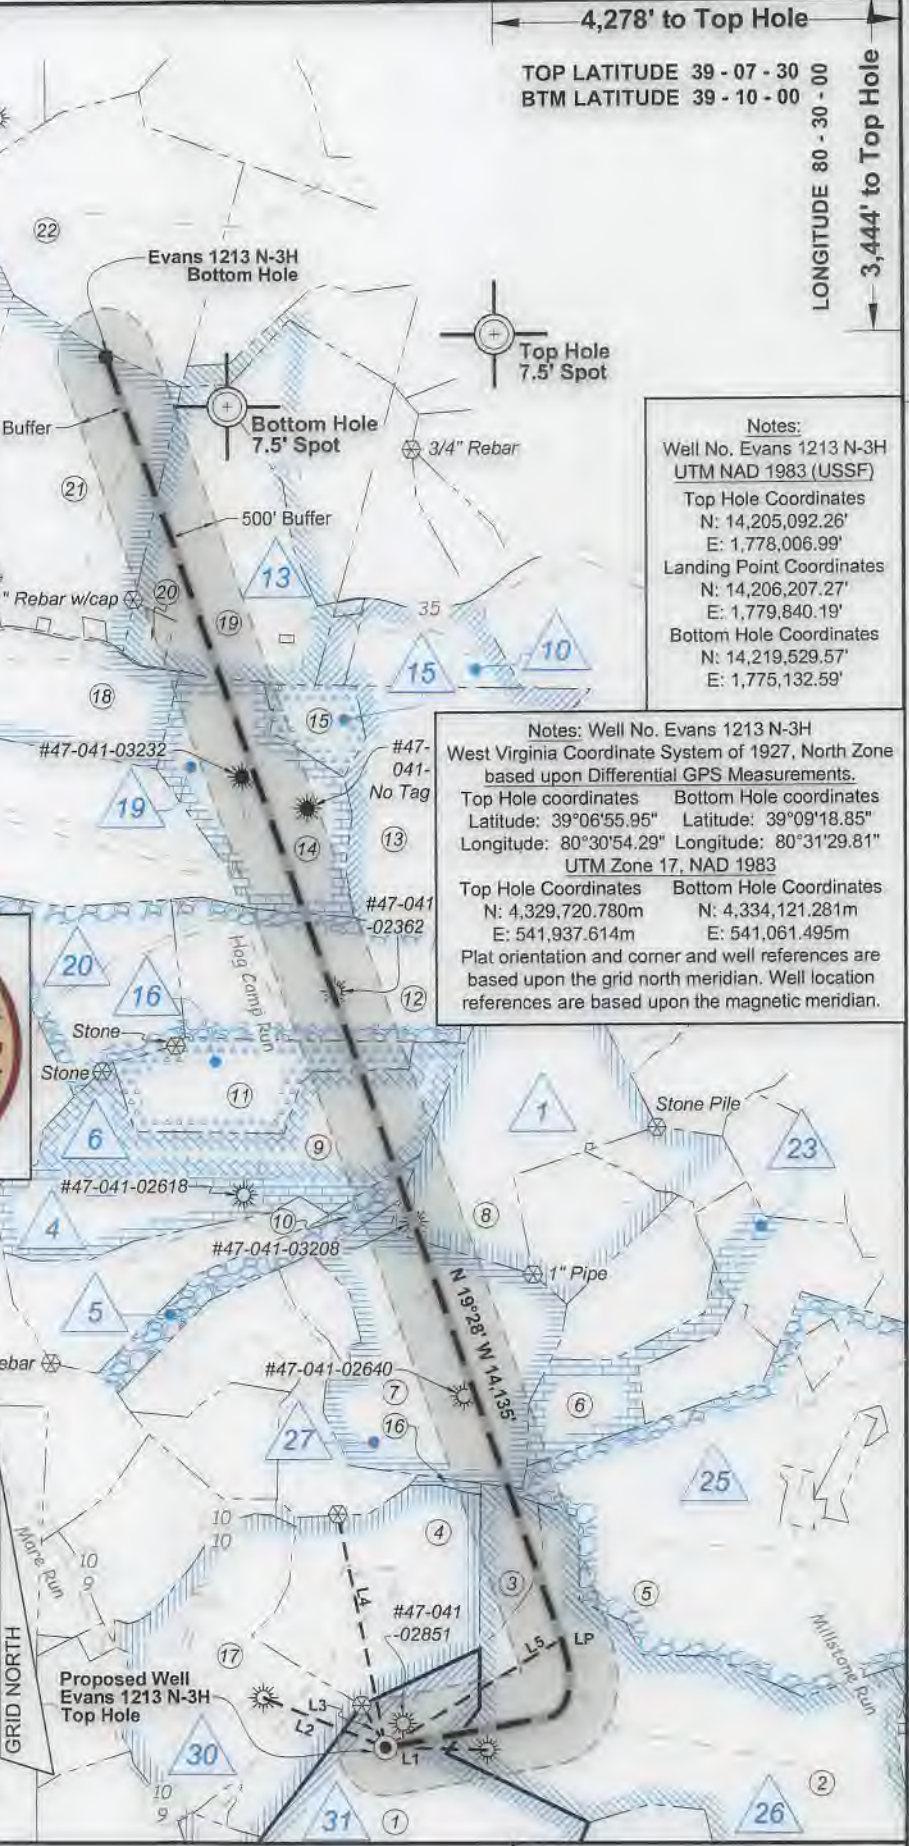 4,278' to Top Hole
TOP LATITUDE 39 - 07 - 30
BTM LATITUDE 39 - 10 - 00
LONGITUDE 80 - 30 - 00
3,444' to Top Hole
22
Evans 1213 N-3H
Bottom Hole
Top Hole
7.5' Spot
Buffer
Bottom Hole
7.5' Spot
3/4" Rebar
21
500' Buffer
Notes:
Well No. Evans 1213 N-3H
UTM NAD 1983 (USSF)
Top Hole Coordinates
N: 14,205,092.26'
E: 1,778,006.99'
Landing Point Coordinates
N: 14,206,207.27'
E: 1,779,840.19'
Bottom Hole Coordinates
N: 14,219,529.57'
E: 1,775,132.59'
13
" Rebar w/cap
20
19
35
15
10
18
15
#47-041-03232
#47-
041-
No Tag
19
14
13
Notes: Well No. Evans 1213 N-3H
West Virginia Coordinate System of 1927, North Zone
based upon Differential GPS Measurements.
Top Hole coordinates Bottom Hole coordinates
Latitude: 39°06'55.95" Latitude: 39°09'18.85"
Longitude: 80°30'54.29" Longitude: 80°31'29.81"
UTM Zone 17, NAD 1983
Top Hole Coordinates Bottom Hole Coordinates
N: 4,329,720.780m N: 4,334,121.281m
E: 541,937.614m E: 541,061.495m
Plat orientation and corner and well references are
based upon the grid north meridian. Well location
references are based upon the magnetic meridian.
#47-041
-02362
20
16
Hog Camp Run
12
Stone
Stone
11
1
Stone Pile
6
9
23
#47-041-02618
4
10
8
#47-041-03208
1" Pipe
5
N 19°28' W 14,135'
ebar
#47-041-02640
7
6
16
27
25
10
10
4
Mare Run
10
9
L4
3
5
#47-041
-02851
L5
LP
Millstone Run
17
GRID NORTH
Proposed Well
Evans 1213 N-3H
Top Hole
L3
L2
L1
30
10
9
31
1
26
2